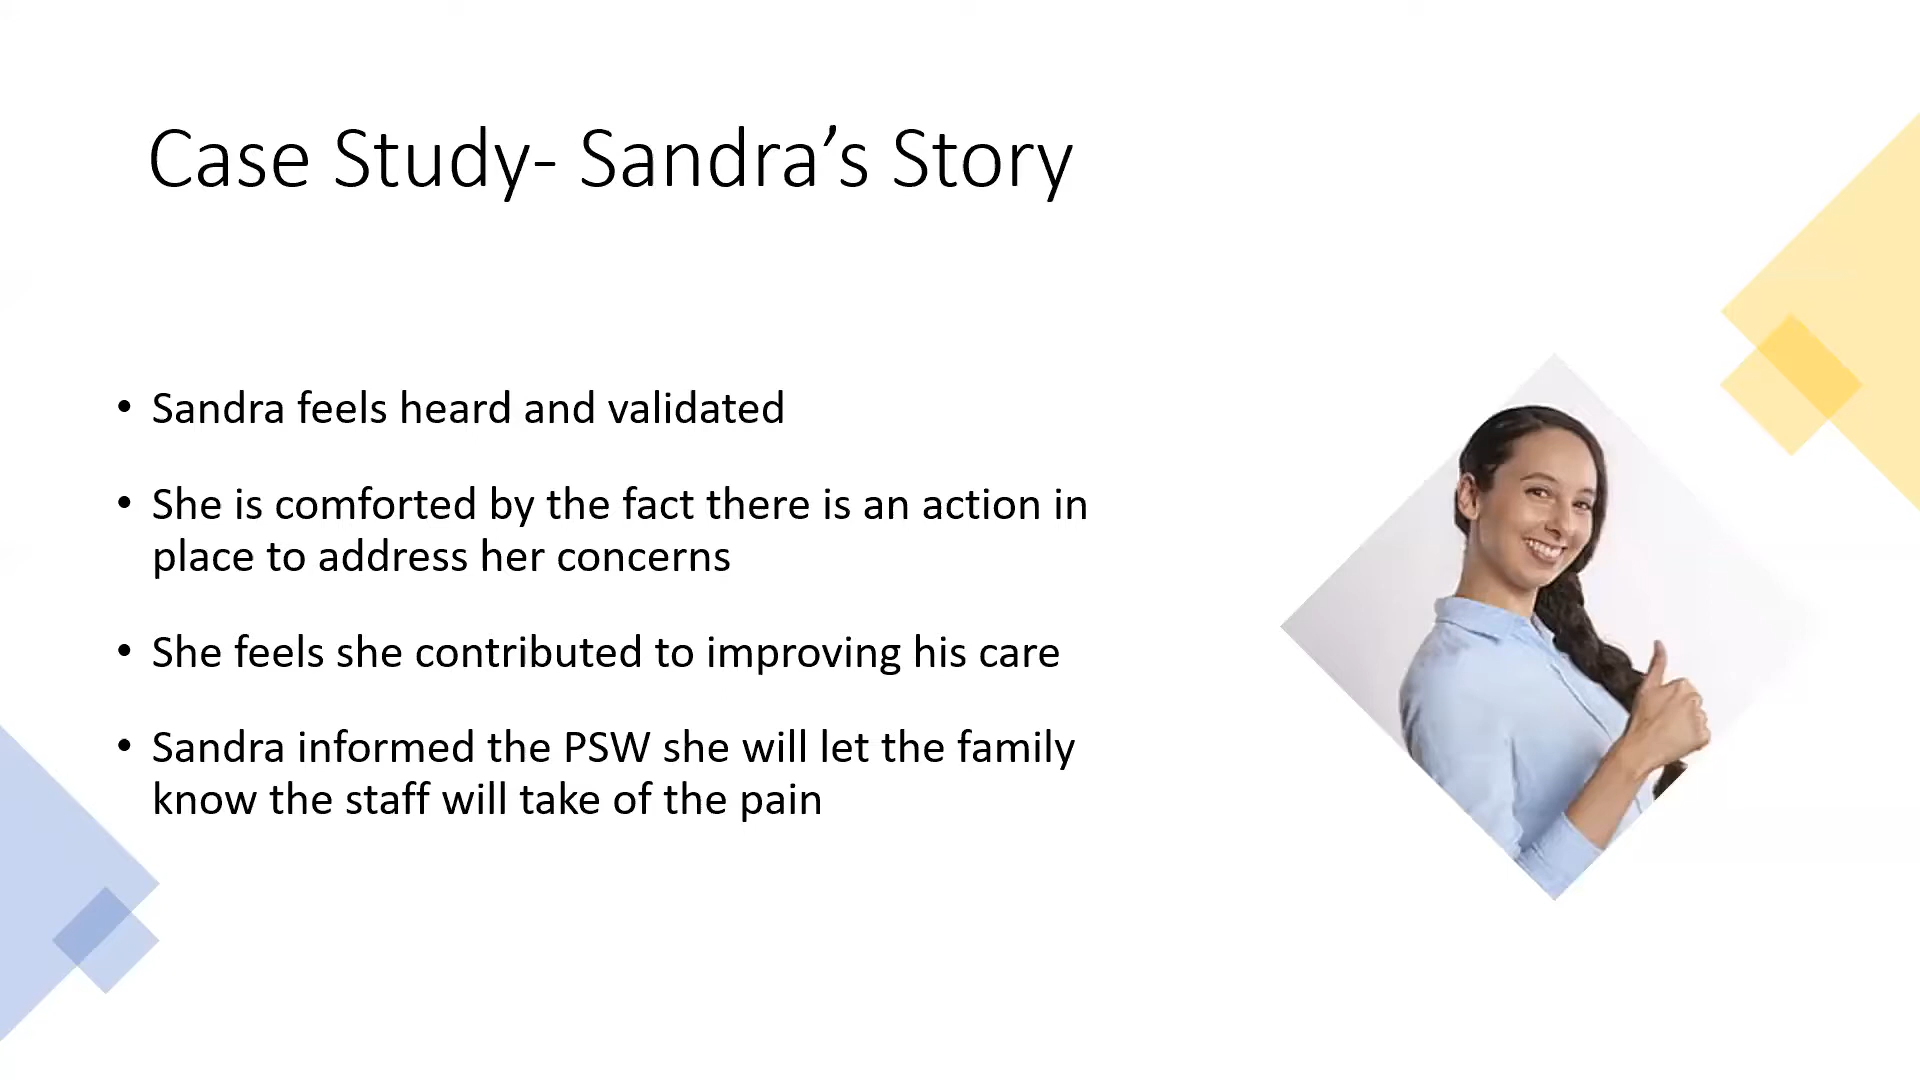 Case Study- Sandra’s Story
• Sandra feels heard and validated
• She is comforted by the fact there is an action in
place to address her concerns
• She feels she contributed to improving his care
• Sandra informed the PSW she will let the family
know the staff will take of the pain